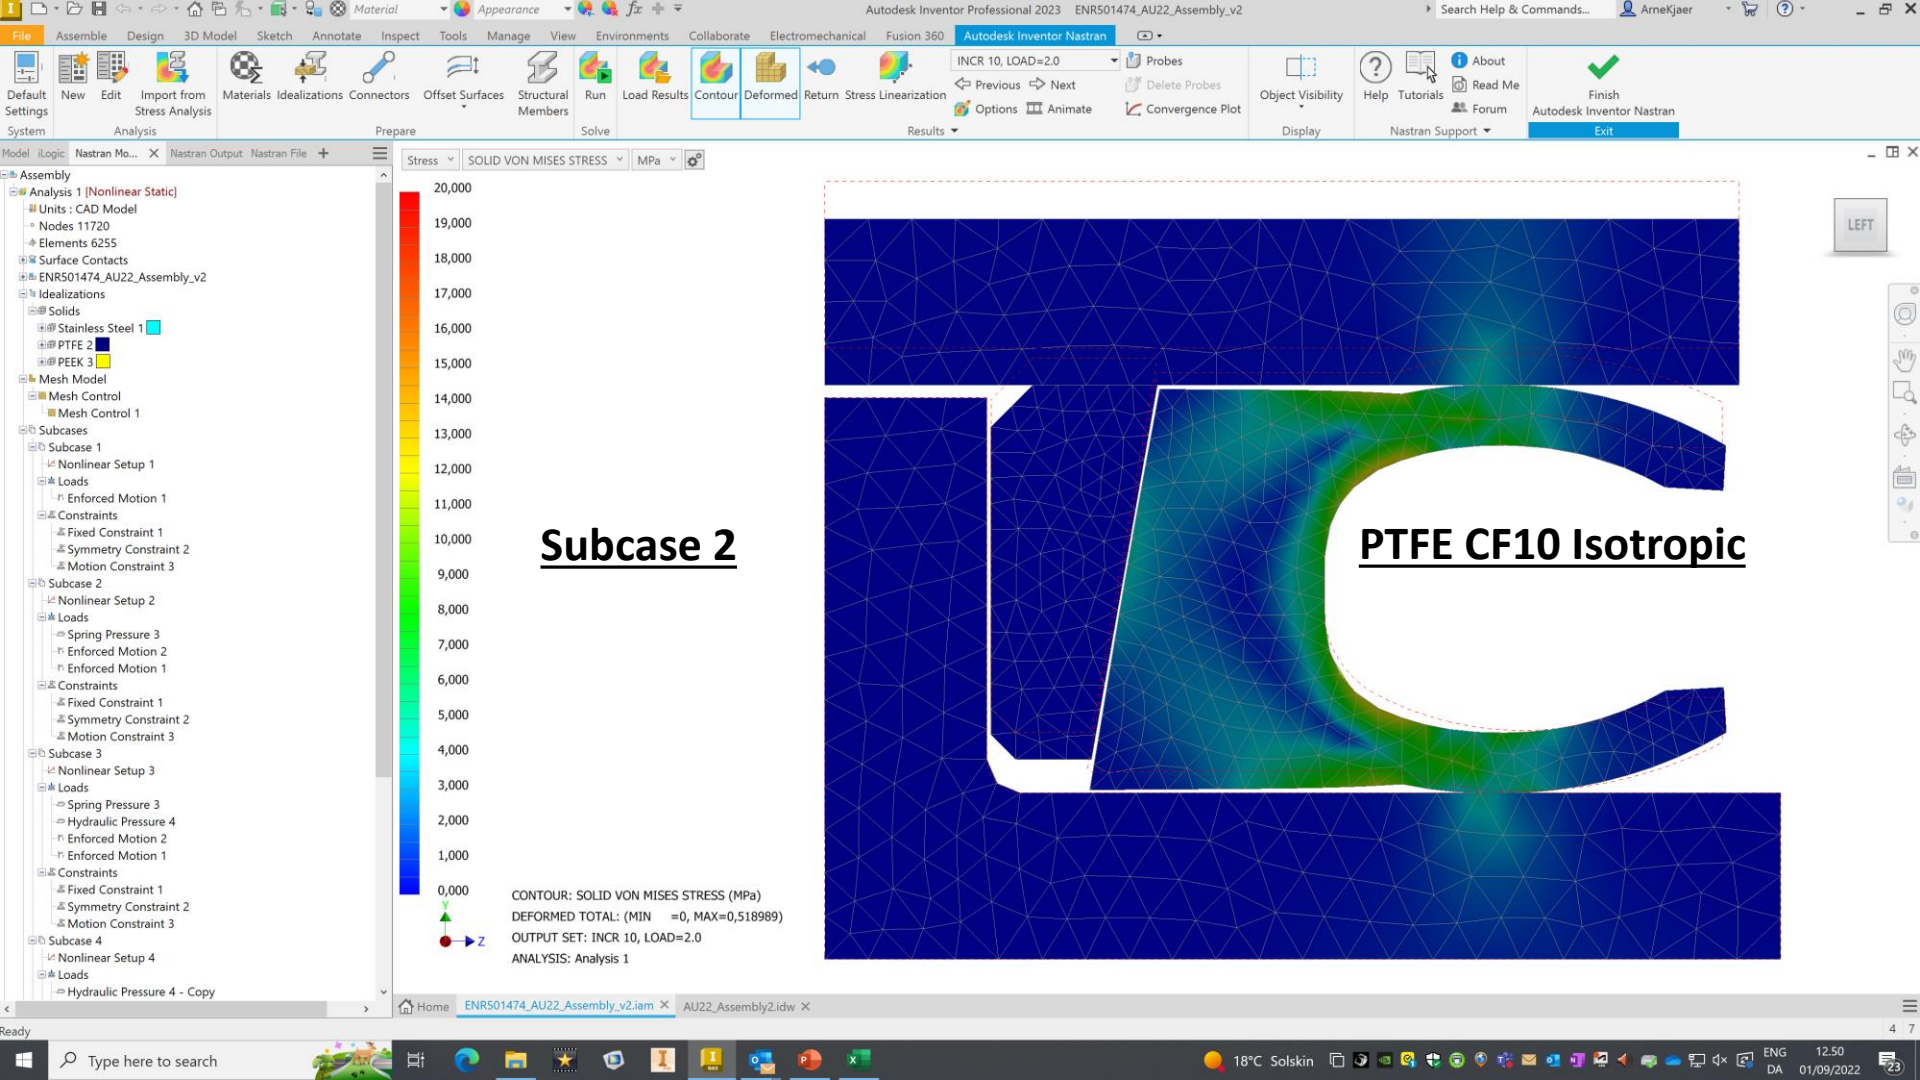 Material
Appearance
Autodesk Inventor Professional 2023 ENR501474_AU22_Assembly_v2
Search Help & Commands...
ArneKjaer
File Assemble Design 3D Model Sketch Annotate Inspect Tools Manage View Environments Collaborate Electromechanical Fusion 360 Autodesk Inventor Nastran
Default Settings
New
Edit
Import from Stress Analysis
Materials
Idealizations
Connectors
Offset Surfaces
Structural Members
Run
Load Results
Contour
Deformed
Return
Stress Linearization
INCR 10, LOAD=2.0
Previous Next
Options Animate
Probes
Delete Probes
Convergence Plot
Object Visibility
Help
Tutorials
About
Read Me
Forum
Finish
Autodesk Inventor Nastran
System Analysis Prepare Solve Results Display Nastran Support Exit
Model iLogic Nastran Mo... Nastran Output Nastran File
Assembly
Analysis 1 [Nonlinear Static]
Units : CAD Model
Nodes 11720
Elements 6255
Surface Contacts
ENR501474_AU22_Assembly_v2
Idealizations
Solids
Stainless Steel 1
PTFE 2
PEEK 3
Mesh Model
Mesh Control
Mesh Control 1
Subcases
Subcase 1
Nonlinear Setup 1
Loads
Enforced Motion 1
Constraints
Fixed Constraint 1
Symmetry Constraint 2
Motion Constraint 3
Subcase 2
Nonlinear Setup 2
Loads
Spring Pressure 3
Enforced Motion 2
Enforced Motion 1
Constraints
Fixed Constraint 1
Symmetry Constraint 2
Motion Constraint 3
Subcase 3
Nonlinear Setup 3
Loads
Spring Pressure 3
Hydraulic Pressure 4
Enforced Motion 2
Enforced Motion 1
Constraints
Fixed Constraint 1
Symmetry Constraint 2
Motion Constraint 3
Subcase 4
Nonlinear Setup 4
Loads
Hydraulic Pressure 4 - Copy
Stress SOLID VON MISES STRESS MPa
20,000
19,000
18,000
17,000
16,000
15,000
14,000
13,000
12,000
11,000
10,000
9,000
8,000
7,000
6,000
5,000
4,000
3,000
2,000
1,000
0,000
Subcase 2
PTFE CF10 Isotropic
LEFT
Y
Z
CONTOUR: SOLID VON MISES STRESS (MPa)
DEFORMED TOTAL: (MIN =0, MAX=0,518989)
OUTPUT SET: INCR 10, LOAD=2.0
ANALYSIS: Analysis 1
Home ENR501474_AU22_Assembly_v2.iam AU22_Assembly2.idw
Ready
4 7
Type here to search
18°C Solskin
ENG
DA
12.50
01/09/2022
23